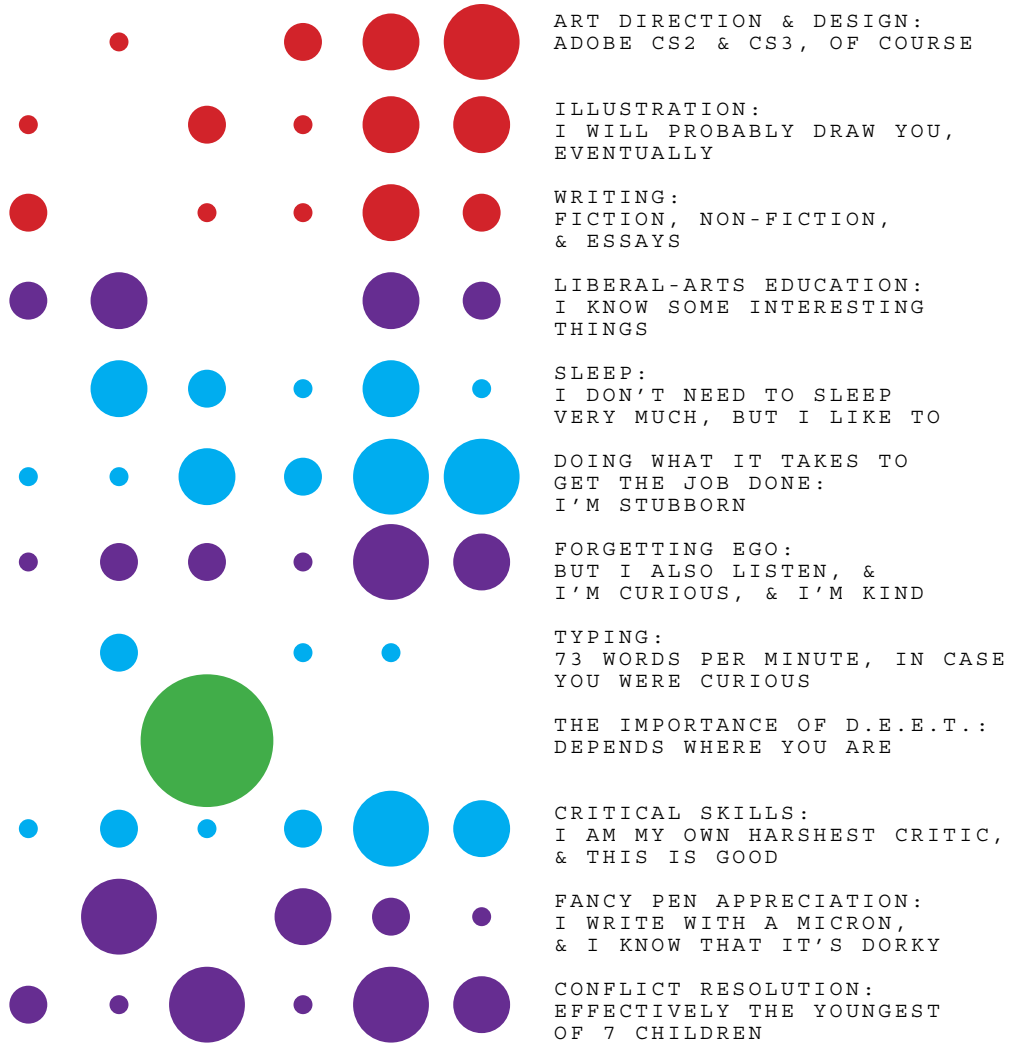 ART DIRECTION & DESIGN:
ADOBE CS2 & CS3, OF COURSE
ILLUSTRATION:
I WILL PROBABLY DRAW YOU,
EVENTUALLY
WRITING:
FICTION, NON-FICTION,
& ESSAYS
LIBERAL-ARTS EDUCATION:
I KNOW SOME INTERESTING
THINGS
SLEEP:
I DON'T NEED TO SLEEP
VERY MUCH, BUT I LIKE TO
DOING WHAT IT TAKES TO
GET THE JOB DONE:
I'M STUBBORN
FORGETTING EGO:
BUT I ALSO LISTEN, &
I'M CURIOUS, & I'M KIND
TYPING:
73 WORDS PER MINUTE, IN CASE
YOU WERE CURIOUS
THE IMPORTANCE OF D.E.E.T.:
DEPENDS WHERE YOU ARE
CRITICAL SKILLS:
I AM MY OWN HARSHEST CRITIC,
& THIS IS GOOD
FANCY PEN APPRECIATION:
I WRITE WITH A MICRON,
& I KNOW THAT IT'S DORKY
CONFLICT RESOLUTION:
EFFECTIVELY THE YOUNGEST
OF 7 CHILDREN